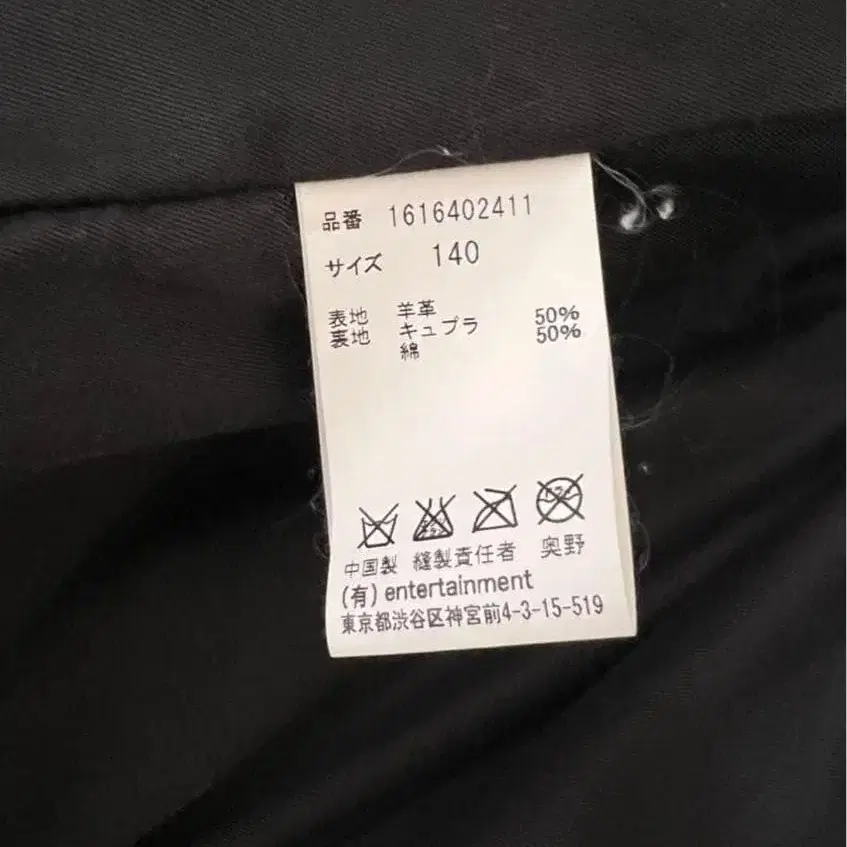 品番 1616402411
サイズ 140
表地 羊革
裏地 キュプラ 50%
綿 50%
中国製 縫製責任者 奥野
(有) entertainment
東京都渋谷区神宮前4-3-15-519